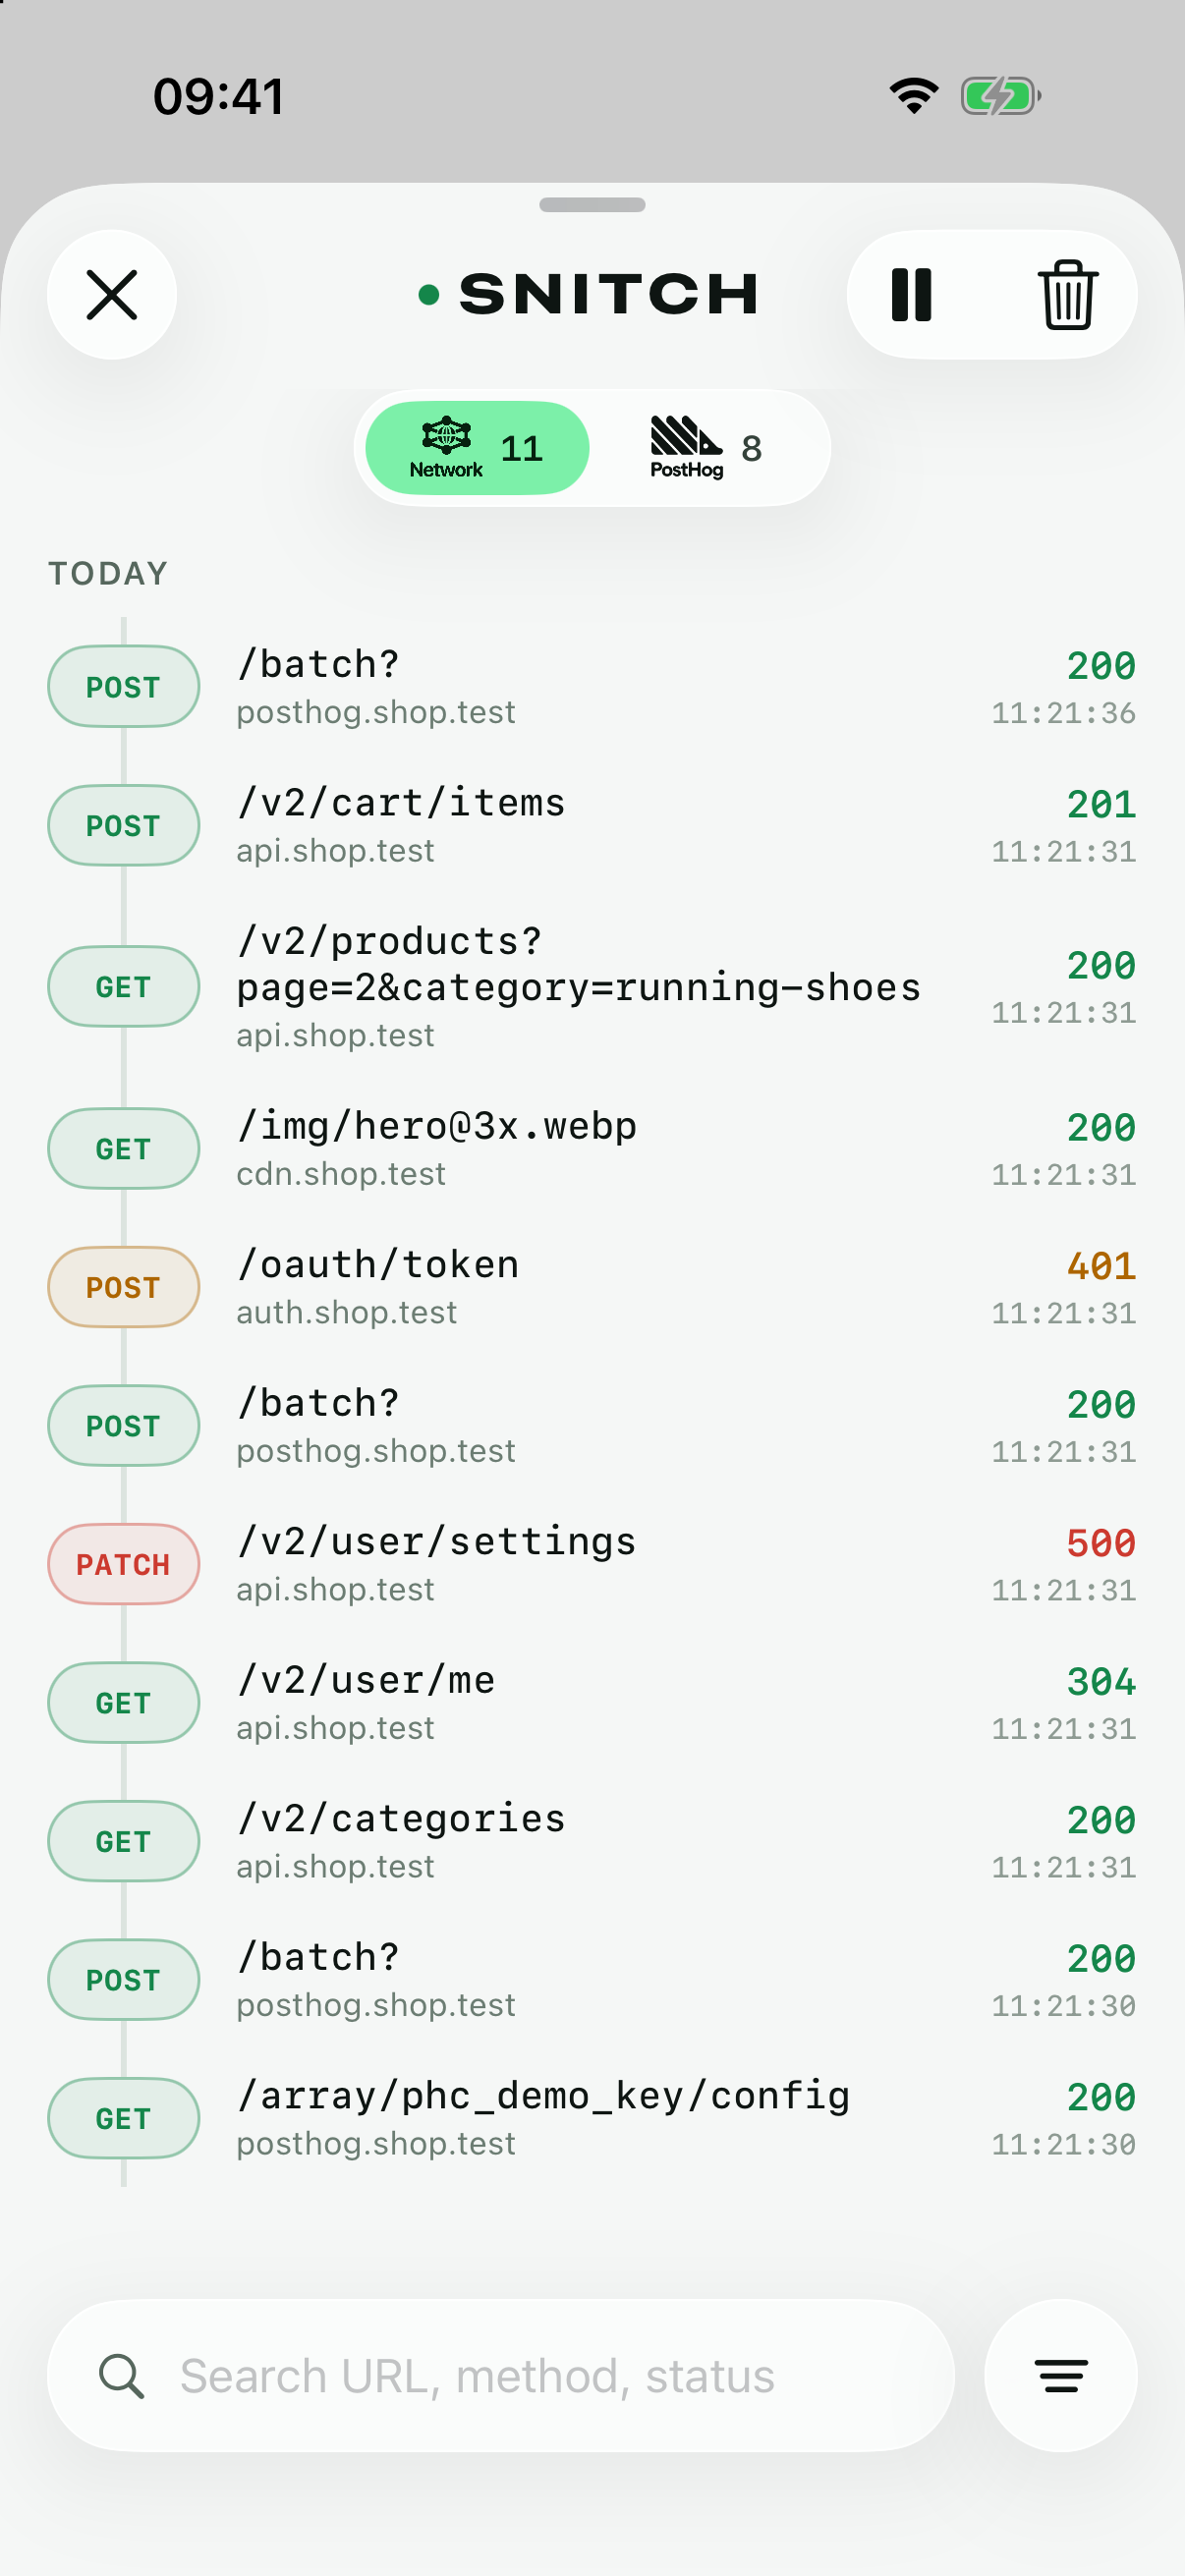 09:41
SNITCH
Network 11
PostHog 8
TODAY
POST /batch? 200
posthog.shop.test 11:21:36
POST /v2/cart/items 201
api.shop.test 11:21:31
/v2/products?
GET page=2&category=running-shoes 200
api.shop.test 11:21:31
GET /img/hero@3x.webp 200
cdn.shop.test 11:21:31
POST /oauth/token 401
auth.shop.test 11:21:31
POST /batch? 200
posthog.shop.test 11:21:31
PATCH /v2/user/settings 500
api.shop.test 11:21:31
GET /v2/user/me 304
api.shop.test 11:21:31
GET /v2/categories 200
api.shop.test 11:21:31
POST /batch? 200
posthog.shop.test 11:21:30
GET /array/phc_demo_key/config 200
posthog.shop.test 11:21:30
Search URL, method, status